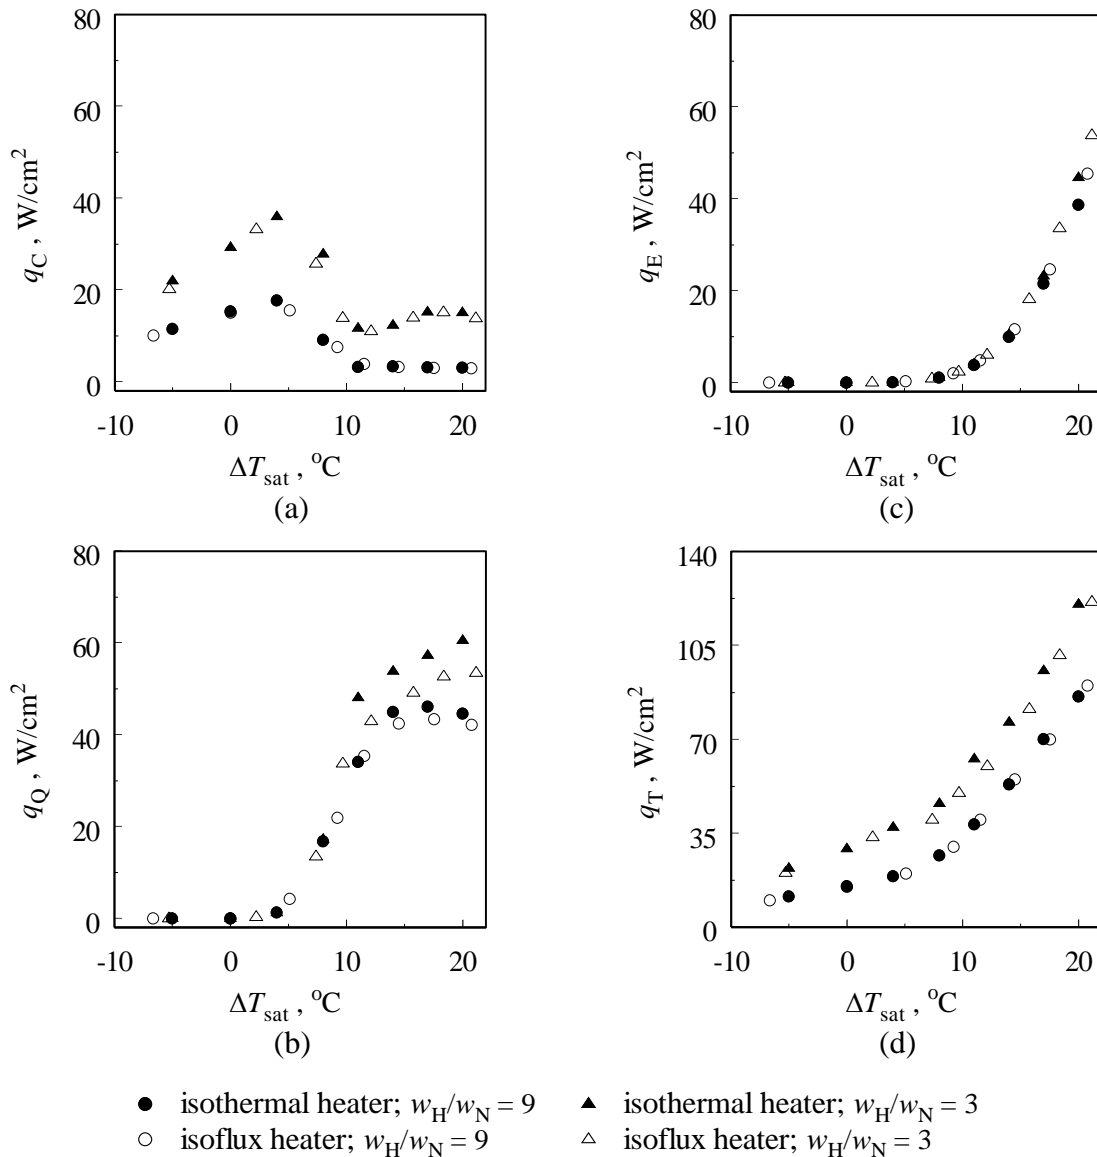 80
60
40
20
0
q_C , W/cm²
-10 0 10 20
ΔT_sat , °C
(a)
80
60
40
20
0
q_E , W/cm²
-10 0 10 20
ΔT_sat , °C
(c)
80
60
40
20
0
q_Q , W/cm²
-10 0 10 20
ΔT_sat , °C
(b)
140
105
70
35
0
q_T , W/cm²
-10 0 10 20
ΔT_sat , °C
(d)
isothermal heater; w_H/w_N = 9
isothermal heater; w_H/w_N = 3
isoflux heater; w_H/w_N = 9
isoflux heater; w_H/w_N = 3